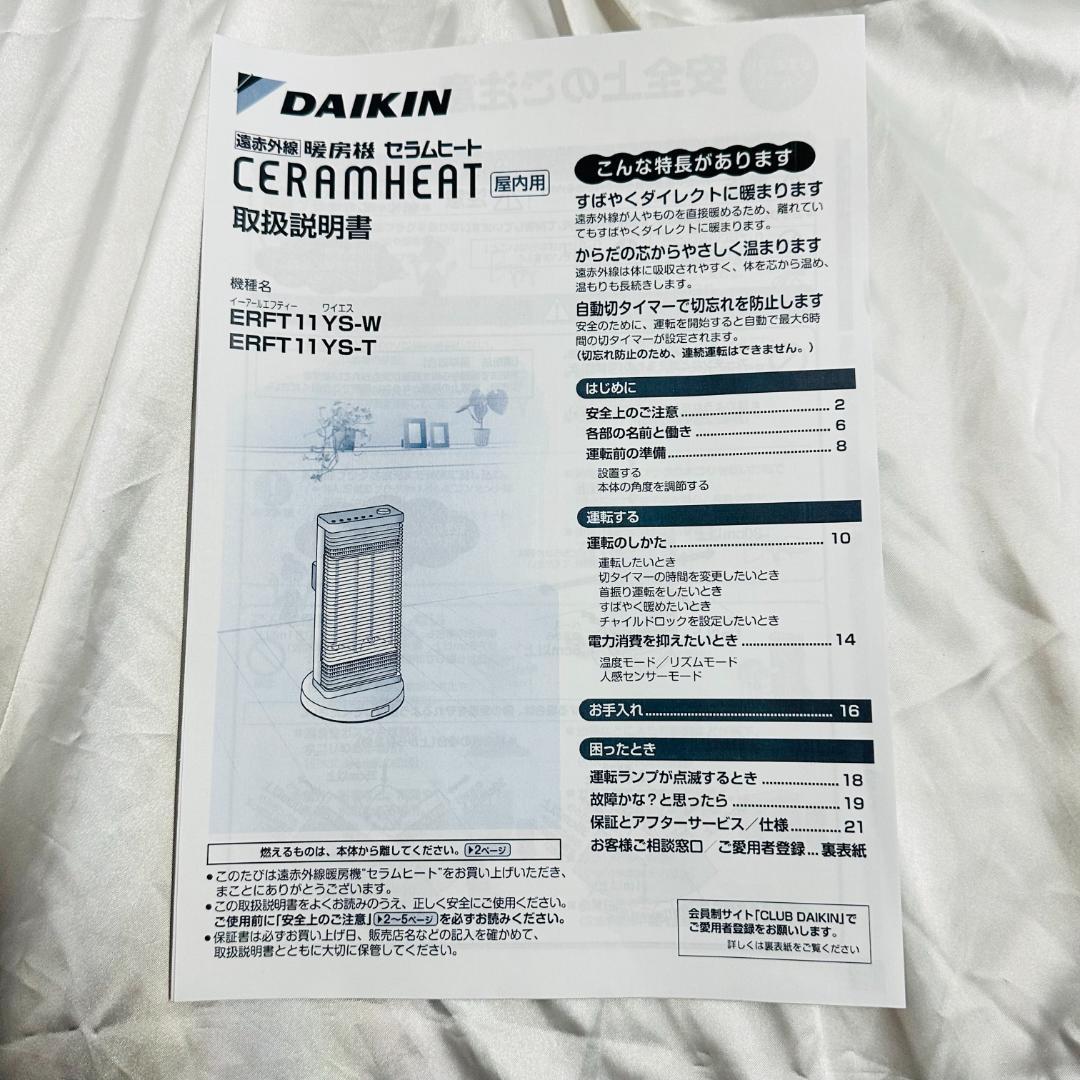 DAIKIN
遠赤外線 暖房機 セラムヒート
CERAMHEAT 屋内用
取扱説明書
機種名
イーアールエフティー ワイエス
ERFT11YS-W
ERFT11YS-T
燃えるものは、本体から離してください。▶2ページ
●このたびは遠赤外線暖房機“セラムヒート”をお買い上げいただき、
まことにありがとうございます。
●この取扱説明書をよくお読みのうえ、正しく安全にご使用ください。
ご使用前に「安全上のご注意」▶2〜5ページを必ずお読みください。
●保証書は必ずお買い上げ日、販売店名などの記入を確かめて、
取扱説明書とともに大切に保管してください。
こんな特長があります
すばやくダイレクトに暖まります
遠赤外線が人やものを直接暖めるため、離れてい
てもすばやくダイレクトに暖まります。
からだの芯からやさしく温まります
遠赤外線は体に吸収されやすく、体を芯から温め、
温もりも長続きします。
自動切タイマーで切忘れを防止します
安全のために、運転を開始すると自動で最大6時
間の切タイマーが設定されます。
(切忘れ防止のため、連続運転はできません。)
はじめに
安全上のご注意 2
各部の名前と働き 6
運転前の準備 8
設置する
本体の角度を調節する
運転する
運転のしかた 10
運転したいとき
切タイマーの時間を変更したいとき
首振り運転をしたいとき
すばやく暖めたいとき
チャイルドロックを設定したいとき
電力消費を抑えたいとき 14
温度モード／リズムモード
人感センサーモード
お手入れ 16
困ったとき
運転ランプが点滅するとき 18
故障かな？と思ったら 19
保証とアフターサービス／仕様 21
お客様ご相談窓口／ご愛用者登録… 裏表紙
会員制サイト「CLUB DAIKIN」で
ご愛用者登録をお願いします。
詳しくは裏表紙をご覧ください